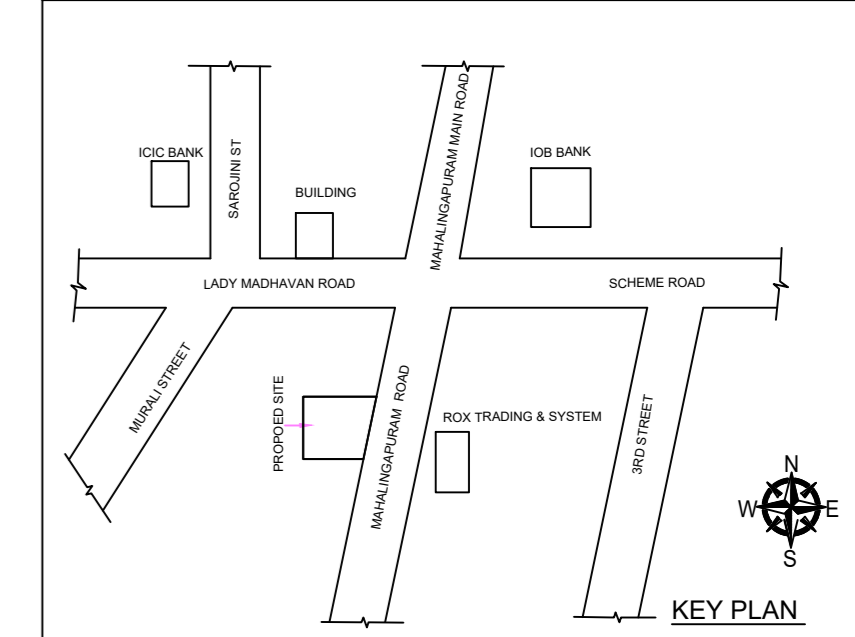 MAHALINGAPURAM MAIN ROAD
ICIC BANK
IOB BANK
SAROJINI ST
BUILDING
LADY MADHAVAN ROAD
SCHEME ROAD
MURALI STREET
PROPOED SITE
MAHALINGAPURAM ROAD
ROX TRADING & SYSTEM
3RD STREET
N
W
E
S
KEY PLAN